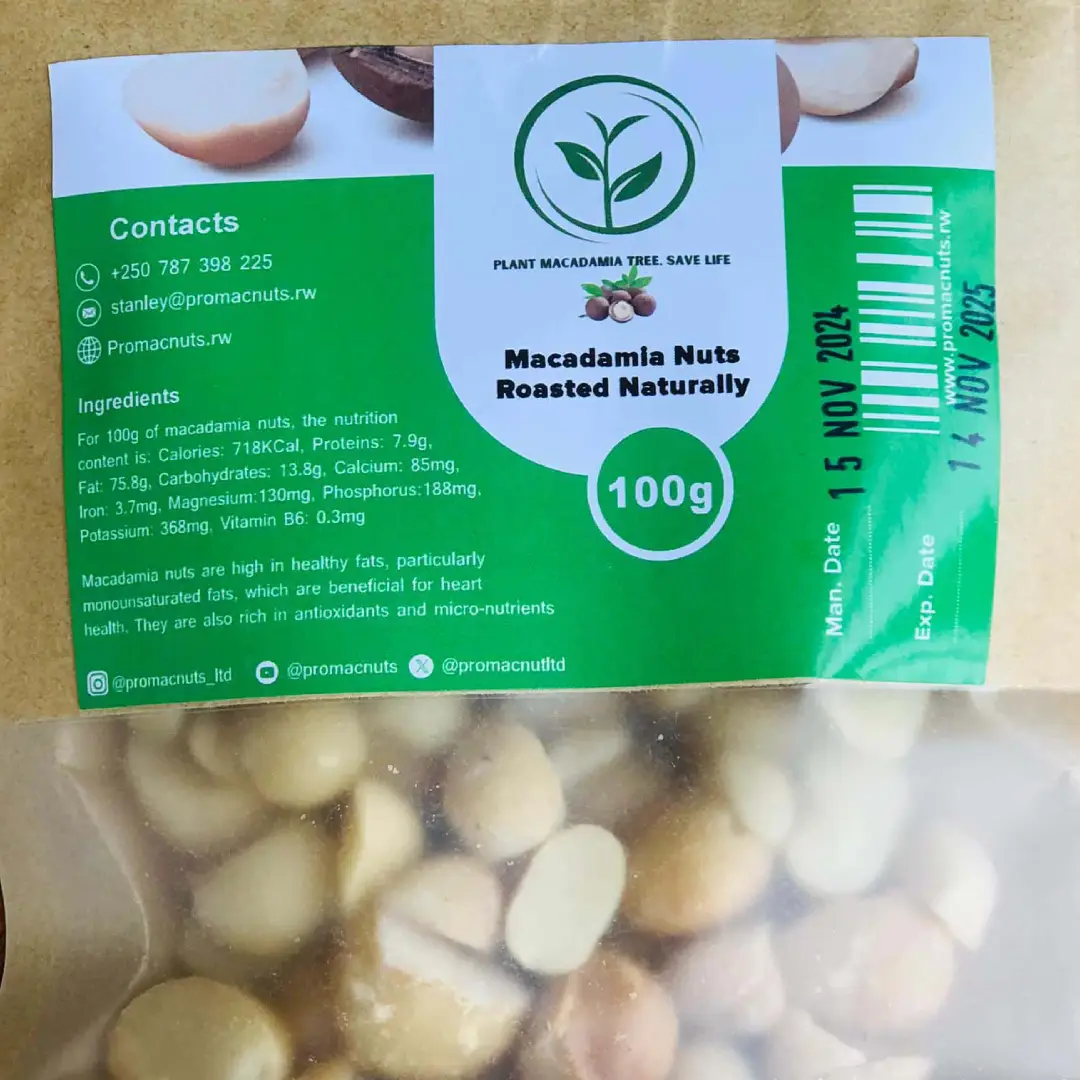 PLANT MACADAMIA TREE. SAVE LIFE
Macadamia Nuts
Roasted Naturally
100g
Contacts
+250 787 398 225
stanley@promacnuts.rw
Promacnuts.rw
Ingredients
For 100g of macadamia nuts, the nutrition
content is: Calories: 718KCal, Proteins: 7.9g,
Fat: 75.8g, Carbohydrates: 13.8g, Calcium: 85mg,
Iron: 3.7mg, Magnesium:130mg, Phosphorus:188mg,
Potassium: 368mg, Vitamin B6: 0.3mg
Macadamia nuts are high in healthy fats, particularly
monounsaturated fats, which are beneficial for heart
health. They are also rich in antioxidants and micro-nutrients
@promacnuts_ltd @promacnuts @promacnutltd
Man. Date 15 NOV 2024
www.promacnuts.rw
Exp. Date 14 NOV 2025